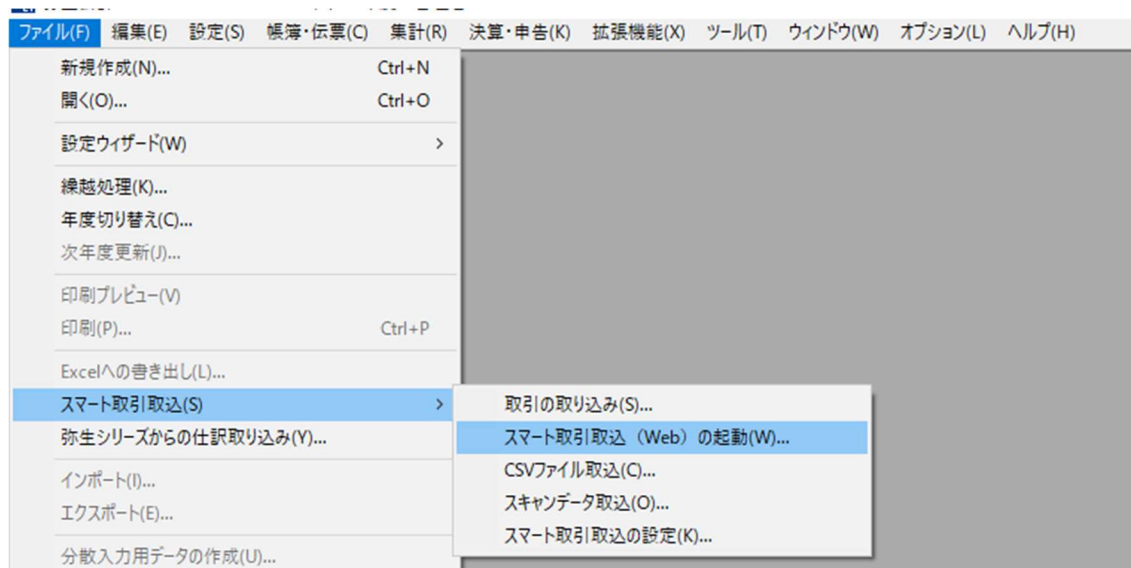 ファイル(F) 編集(E) 設定(S) 帳簿・伝票(C) 集計(R) 決算・申告(K) 拡張機能(X) ツール(T) ウィンドウ(W) オプション(L) ヘルプ(H)
新規作成(N)... Ctrl+N
開く(O)... Ctrl+O
設定ウィザード(W) >
繰越処理(K)...
年度切り替え(C)...
次年度更新(J)...
印刷プレビュー(V)
印刷(P)... Ctrl+P
Excelへの書き出し(L)...
スマート取引取込(S) >
取引の取り込み(S)...
弥生シリーズからの仕訳取り込み(Y)...
スマート取引取込（Web）の起動(W)...
インポート(I)...
CSVファイル取込(C)...
エクスポート(E)...
スキャンデータ取込(O)...
スマート取引取込の設定(K)...
分散入力用データの作成(U)...